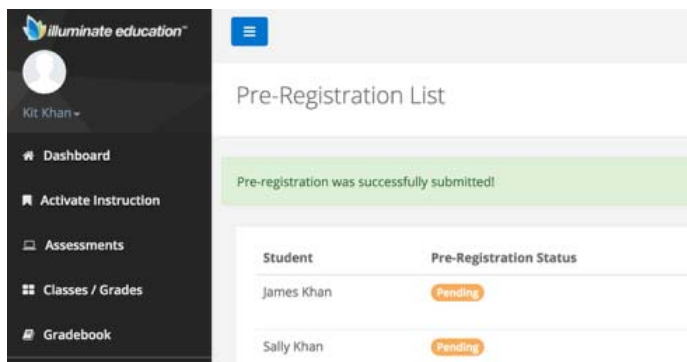 illuminate education™
Kit Khan
Dashboard
Activate Instruction
Assessments
Classes / Grades
Gradebook
Pre-Registration List
Pre-registration was successfully submitted!
Student Pre-Registration Status
James Khan Pending
Sally Khan Pending